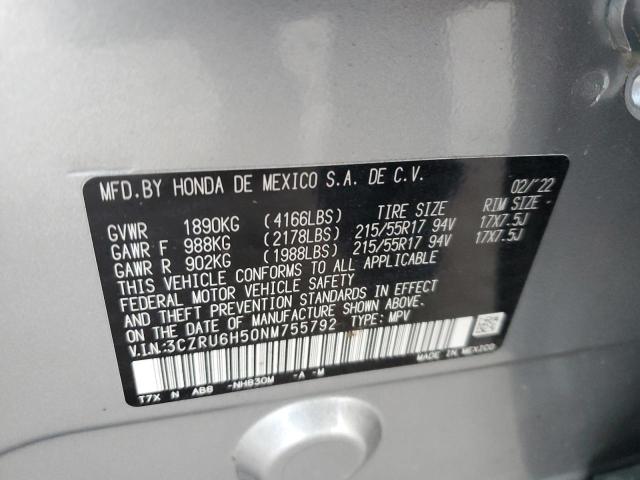 MFD.BY HONDA DE MEXICO S.A. DE C.V. 02/'22
TIRE SIZE RIM SIZE
GVWR 1890KG (4166LBS)
GAWR F 988KG (2178LBS) 215/55R17 94V 17X7.5J
GAWR R 902KG (1988LBS) 215/55R17 94V 17X7.5J
THIS VEHICLE CONFORMS TO ALL APPLICABLE
FEDERAL MOTOR VEHICLE SAFETY
AND THEFT PREVENTION STANDARDS IN EFFECT
ON THE DATE OF MANUFACTURE SHOWN ABOVE.
V.I.N.:3CZRU6H50NM755792 TYPE: MPV
MADE IN MEXICO
T7X N AB8 -NH830M -A -M